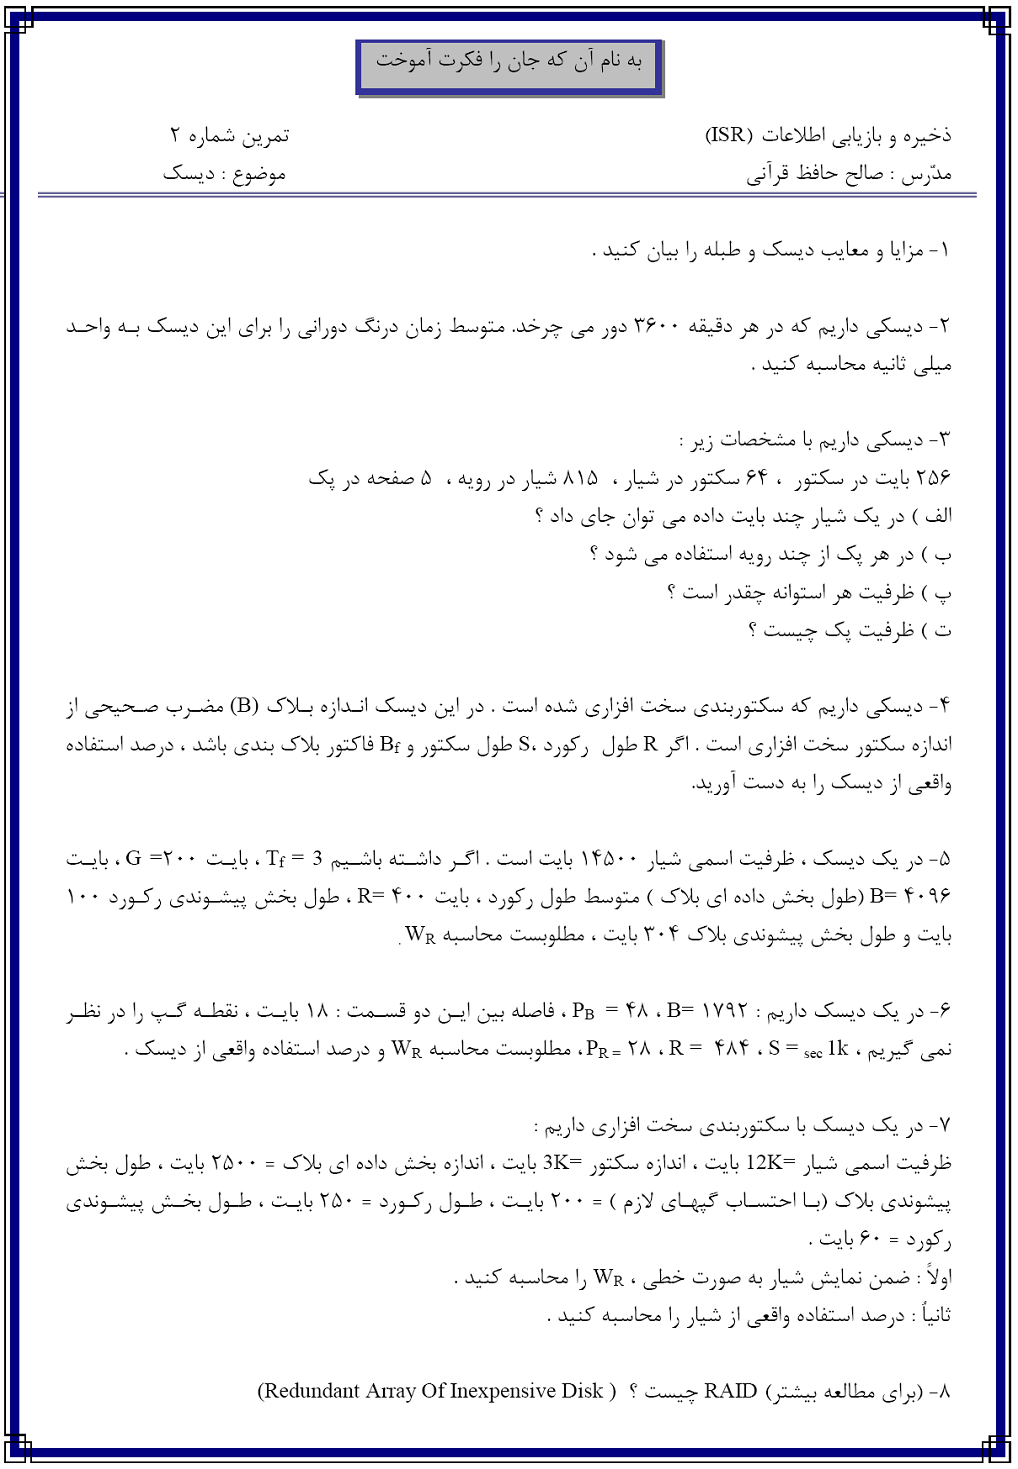 به نام آن که جان را فکرت آموخت
ذخیره و بازیابی اطلاعات (ISR) تمرین شماره ۲
مدّرس : صالح حافظ قرآنی موضوع : دیسک
۱- مزایا و معایب دیسک و طبله را بیان کنید .
۲- دیسکی داریم که در هر دقیقه ۳۶۰۰ دور می چرخد. متوسط زمان درنگ دورانی را برای این دیسک به واحد
میلی ثانیه محاسبه کنید .
۳- دیسکی داریم با مشخصات زیر :
۲۵۶ بایت در سکتور ، ۶۴ سکتور در شیار ، ۸۱۵ شیار در رویه ، ۵ صفحه در پک
الف ) در یک شیار چند بایت داده می توان جای داد ؟
ب ) در هر پک از چند رویه استفاده می شود ؟
پ ) ظرفیت هر استوانه چقدر است ؟
ت ) ظرفیت پک چیست ؟
۴- دیسکی داریم که سکتوربندی سخت افزاری شده است . در این دیسک اندازه بلاک (B) مضرب صحیحی از
اندازه سکتور سخت افزاری است . اگر R طول رکورد ،S طول سکتور و Bf فاکتور بلاک بندی باشد ، درصد استفاده
واقعی از دیسک را به دست آورید.
۵- در یک دیسک ، ظرفیت اسمی شیار ۱۴۵۰۰ بایت است . اگر داشته باشیم Tf = 3 ، بایت G =۲۰۰ ، بایت
B= ۴۰۹۶ (طول بخش داده ای بلاک ) متوسط طول رکورد ، بایت R= ۴۰۰ ، طول بخش پیشوندی رکورد ۱۰۰
بایت و طول بخش پیشوندی بلاک ۳۰۴ بایت ، مطلوبست محاسبه WR .
۶- در یک دیسک داریم : PB = ۴۸ ، B= ۱۷۹۲ ، فاصله بین این دو قسمت : ۱۸ بایت ، نقطه گپ را در نظر
نمی گیریم ، PR = ۲۸ ، R = ۴۸۴ ، S = sec 1k، مطلوبست محاسبه WR و درصد استفاده واقعی از دیسک .
۷- در یک دیسک با سکتوربندی سخت افزاری داریم :
ظرفیت اسمی شیار =12K بایت ، اندازه سکتور =3K بایت ، اندازه بخش داده ای بلاک = ۲۵۰۰ بایت ، طول بخش
پیشوندی بلاک (با احتساب گپهای لازم ) = ۲۰۰ بایت ، طول رکورد = ۲۵۰ بایت ، طول بخش پیشوندی
رکورد = ۶۰ بایت .
اولاً : ضمن نمایش شیار به صورت خطی ، WR را محاسبه کنید .
ثانیاً : درصد استفاده واقعی از شیار را محاسبه کنید .
۸- (برای مطالعه بیشتر) RAID چیست ؟ ( Redundant Array Of Inexpensive Disk)